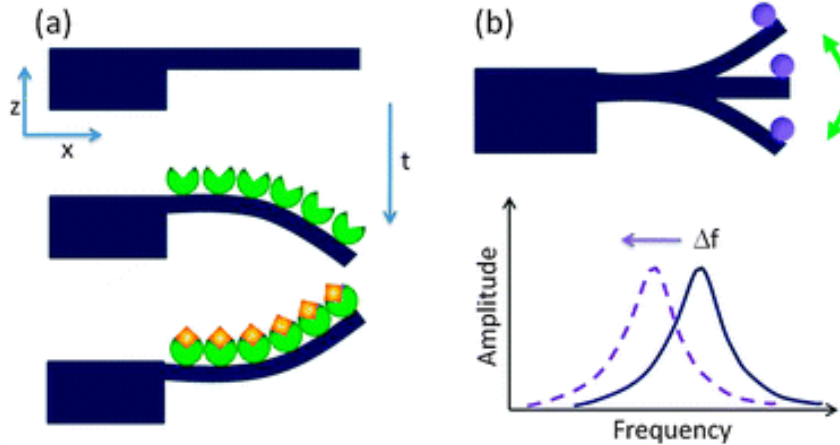 (a)
z
x
t
(b)
Δf
Amplitude
Frequency